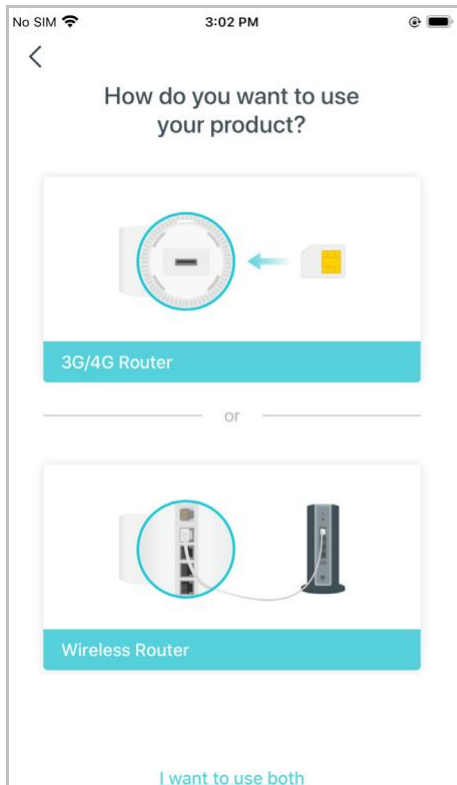 No SIM 3:02 PM
How do you want to use
your product?
3G/4G Router
or
Wireless Router
I want to use both